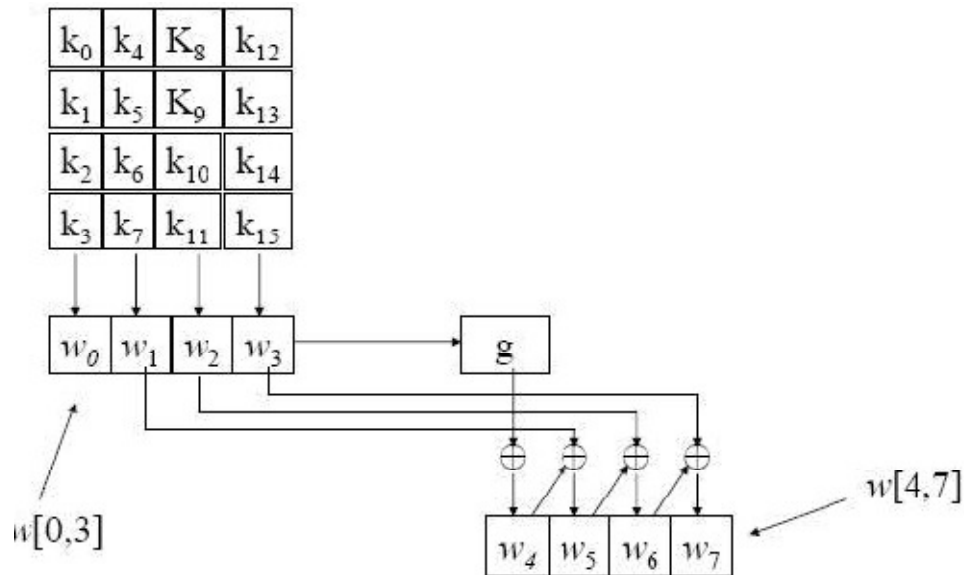 k₀ k₄ K₈ k₁₂
k₁ k₅ K₉ k₁₃
k₂ k₆ k₁₀ k₁₄
k₃ k₇ k₁₁ k₁₅
w₀ w₁ w₂ w₃ g
w[4,7]
w[0,3]
w₄ w₅ w₆ w₇